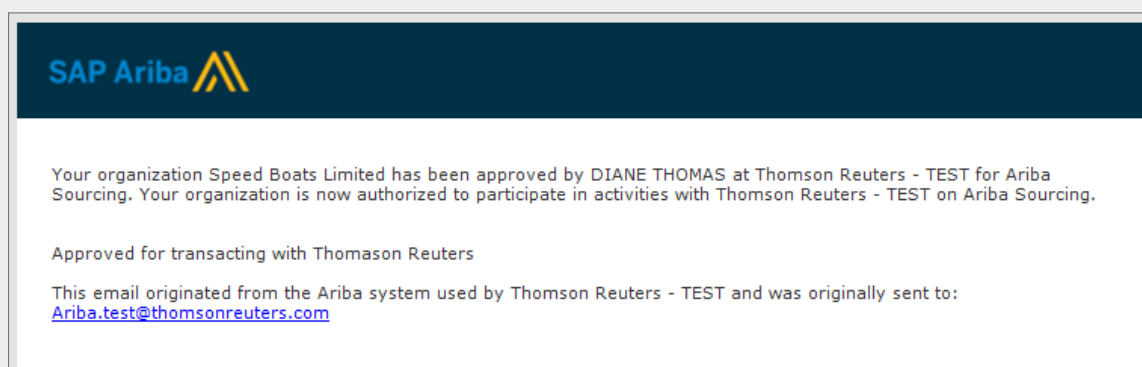 SAP Ariba
Your organization Speed Boats Limited has been approved by DIANE THOMAS at Thomson Reuters - TEST for Ariba
Sourcing. Your organization is now authorized to participate in activities with Thomson Reuters - TEST on Ariba Sourcing.
Approved for transacting with Thomason Reuters
This email originated from the Ariba system used by Thomson Reuters - TEST and was originally sent to:
Ariba.test@thomsonreuters.com